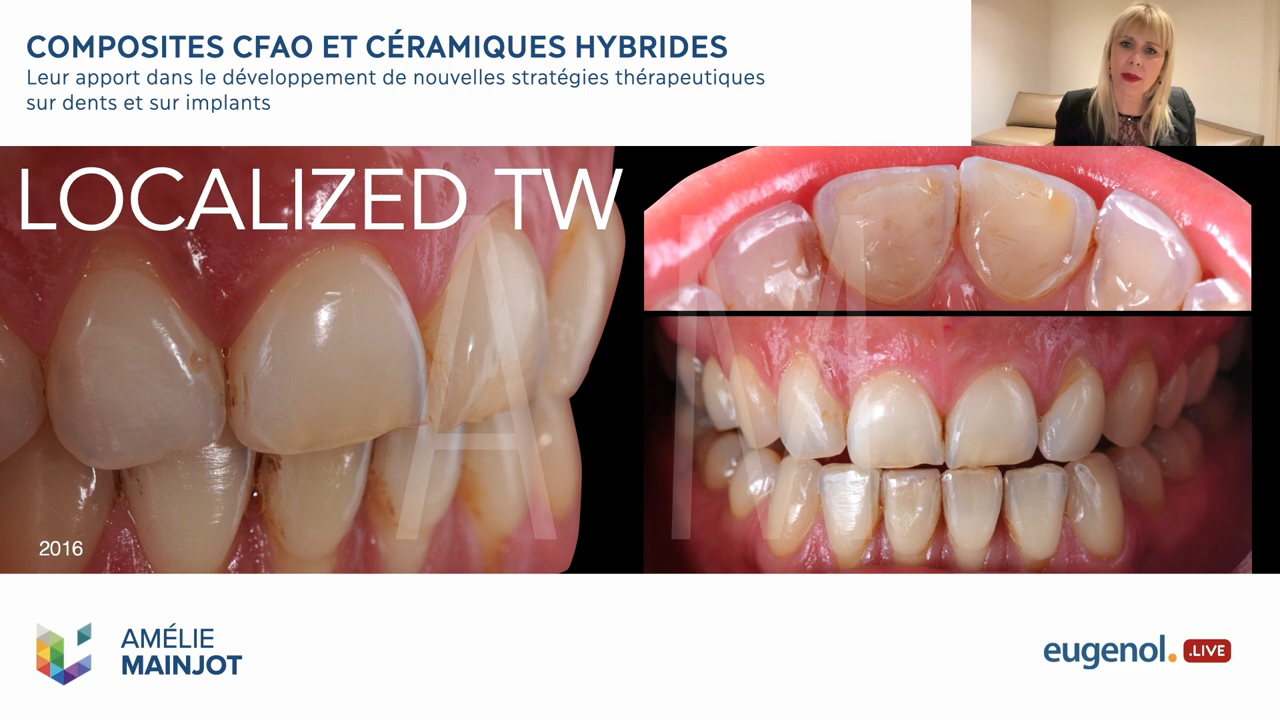 COMPOSITES CFAO ET CÉRAMIQUES HYBRIDES
Leur apport dans le développement de nouvelles stratégies thérapeutiques
sur dents et sur implants
LOCALIZED TW
AM
2016
AMÉLIE
MAINJOT
eugenol.
.LIVE